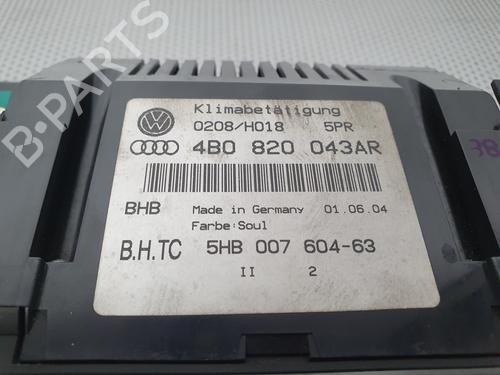 B-PARTS
Klimabetätigung
0208/H018 5PR
4B0 820 043AR
BHB Made in Germany 01.06.04
Farbe:Soul
B.H.TC 5HB 007 604-63
II 2